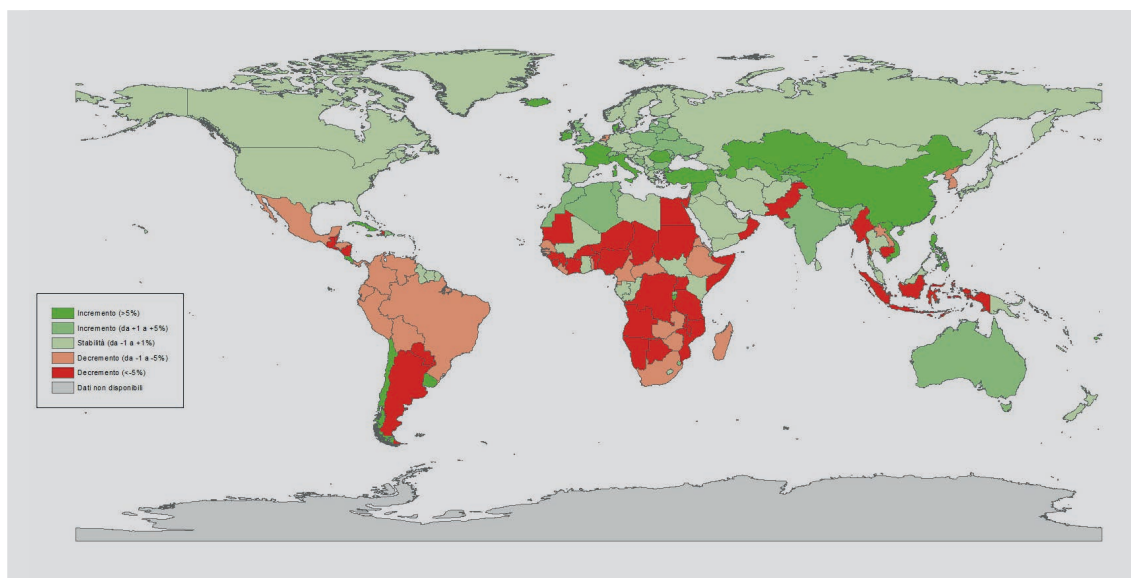 Incremento (>5%)
Incremento (da +1 a +5%)
Stabilità (da -1 a +1%)
Decremento (da -1 a -5%)
Decremento (<-5%)
Dati non disponibili